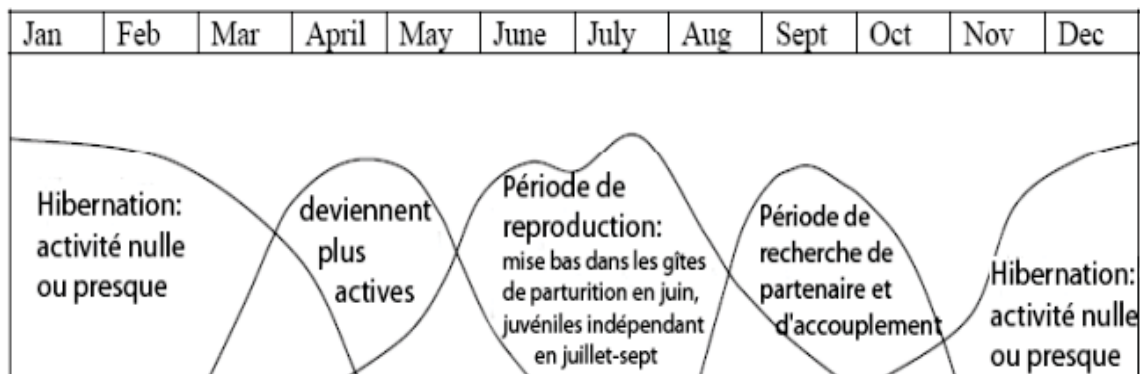 Jan Feb Mar April May June July Aug Sept Oct Nov Dec
Hibernation:
activité nulle
ou presque
deviennent
plus
actives
Période de
reproduction:
mise bas dans les gîtes
de parturition en juin,
juvéniles indépendant
en juillet-sept
Période de
recherche de
partenaire et
d'accouplement
Hibernation:
activité nulle
ou presque